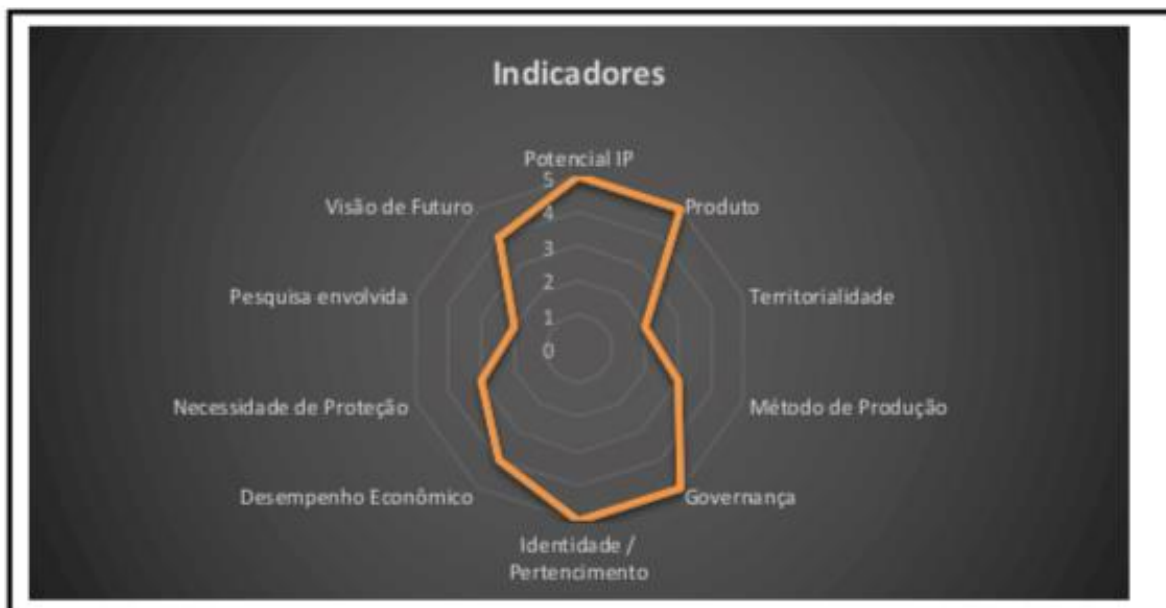 Indicadores
Potencial IP
Visão de Futuro
5
Produto
4
3
Pesquisa envolvida
2
Territorialidade
1
0
Necessidade de Proteção
Método de Produção
Desempenho Econômico
Governança
Identidade /
Pertencimento